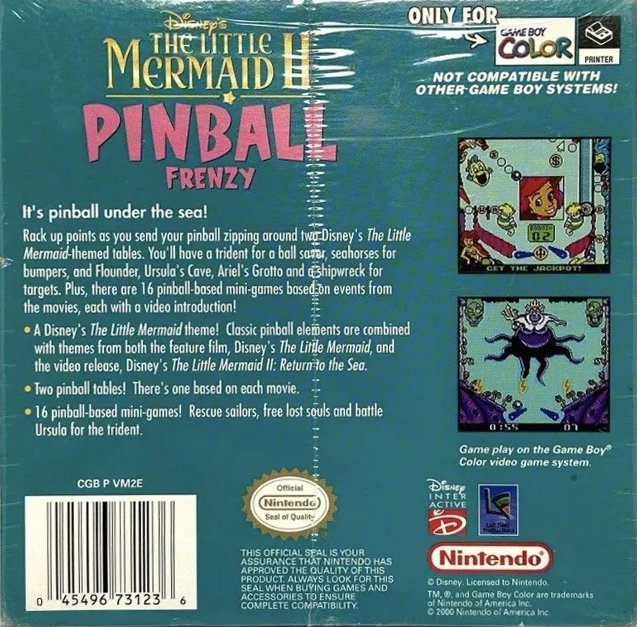 Disney's
THE LITTLE
MERMAID II
PINBALL
FRENZY
ONLY FOR
GAME BOY
COLOR
PRINTER
NOT COMPATIBLE WITH
OTHER GAME BOY SYSTEMS!
It's pinball under the sea!
Rack up points as you send your pinball zipping around two Disney's The Little
Mermaid-themed tables. You'll have a trident for a ball saver, seahorses for
bumpers, and Flounder, Ursula's Cave, Ariel's Grotto and a shipwreck for
targets. Plus, there are 16 pinball-based mini-games based on events from
the movies, each with a video introduction!
• A Disney's The Little Mermaid theme! Classic pinball elements are combined
with themes from both the feature film, Disney's The Little Mermaid, and
the video release, Disney's The Little Mermaid II: Return to the Sea.
• Two pinball tables! There's one based on each movie.
• 16 pinball-based mini-games! Rescue sailors, free lost souls and battle
Ursula for the trident.
02
GET THE JACKPOT!
0:55 07
Game play on the Game Boy®
Color video game system.
CGB P VM2E
0 45496 73123 6
Official
Nintendo
Seal of Quality
THIS OFFICIAL SEAL IS YOUR
ASSURANCE THAT NINTENDO HAS
APPROVED THE QUALITY OF THIS
PRODUCT. ALWAYS LOOK FOR THIS
SEAL WHEN BUYING GAMES AND
ACCESSORIES TO ENSURE
COMPLETE COMPATIBILITY.
Disney
INTER
ACTIVE
D
Left Field
Productions
Nintendo®
© Disney. Licensed to Nintendo.
TM, ®, and Game Boy Color are trademarks
of Nintendo of America Inc.
© 2000 Nintendo of America Inc.